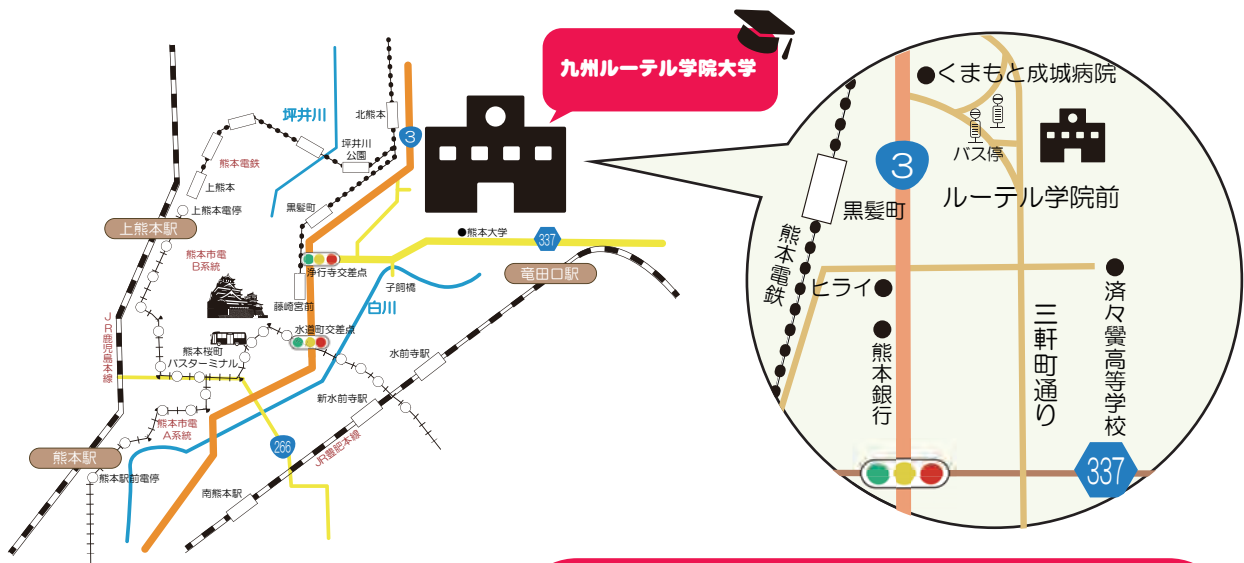 九州ルーテル学院大学
坪井川
北熊本
3
坪井川
公園
熊本電鉄
上熊本
上熊本電停
上熊本駅
黒髪町
熊本大学
337
熊本市電
B系統
浄行寺交差点
子飼橋
竜田口駅
藤崎宮前
白川
水道町交差点
JR鹿児島本線
熊本桜町
バスターミナル
水前寺駅
新水前寺駅
熊本市電
A系統
266
JR豊肥本線
熊本駅
熊本駅前電停
南熊本駅
くまもと成城病院
バス停
3
ルーテル学院前
黒髪町
熊本電鉄
ヒライ
済々黌高等学校
三軒町通り
熊本銀行
337